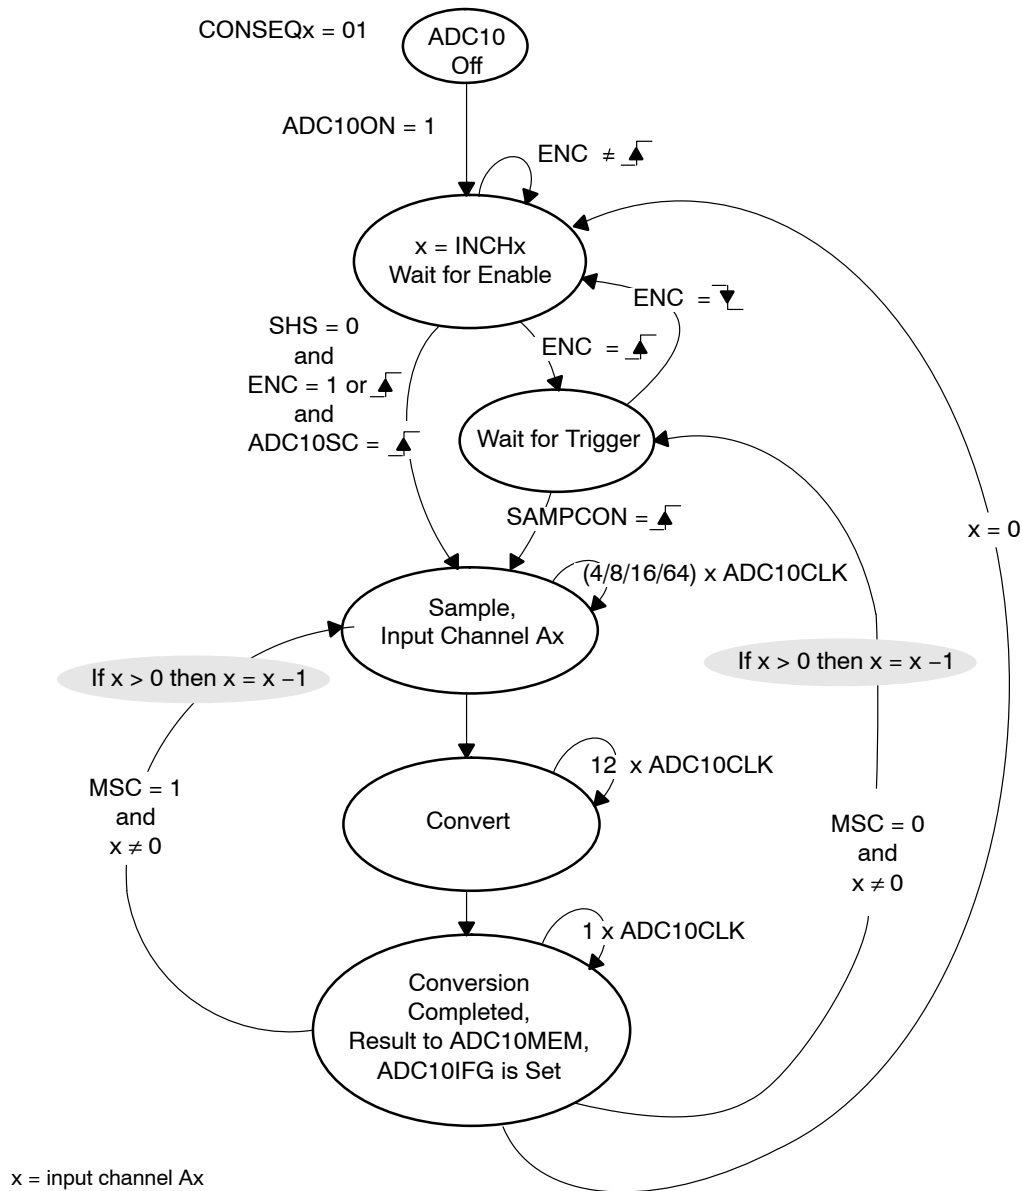 CONSEQx = 01
ADC10
Off
ADC10ON = 1
ENC ≠
x = INCHx
Wait for Enable
ENC =
SHS = 0
and
ENC = 1 or
and
ADC10SC =
ENC =
Wait for Trigger
SAMPCON =
x = 0
(4/8/16/64) x ADC10CLK
Sample,
Input Channel Ax
If x > 0 then x = x −1
If x > 0 then x = x −1
12 x ADC10CLK
MSC = 1
and
x ≠ 0
Convert
MSC = 0
and
x ≠ 0
1 x ADC10CLK
Conversion
Completed,
Result to ADC10MEM,
ADC10IFG is Set
x = input channel Ax